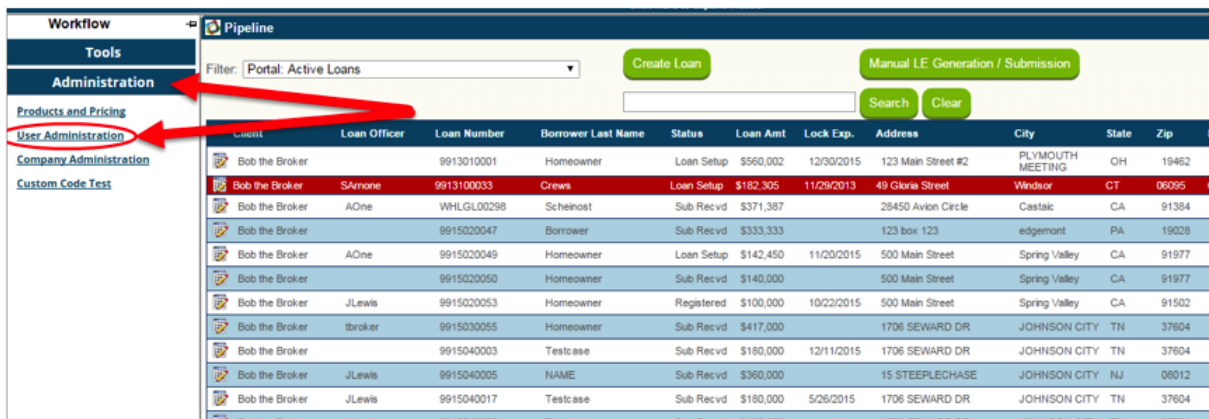 Workflow
Pipeline
Tools
Filter: Portal: Active Loans
Create Loan
Manual LE Generation / Submission
Administration
Search Clear
Products and Pricing
User Administration
Company Administration
Custom Code Test
Client Loan Officer Loan Number Borrower Last Name Status Loan Amt Lock Exp. Address City State Zip
Bob the Broker 9913010001 Homeowner Loan Setup $560,002 12/30/2015 123 Main Street #2 PLYMOUTH MEETING OH 19462
Bob the Broker SArnone 9913100033 Crews Loan Setup $182,305 11/29/2013 49 Gloria Street Windsor CT 06095
Bob the Broker AOne WHLGL00298 Scheinost Sub Recvd $371,387 28450 Avion Circle Castaic CA 91384
Bob the Broker 9915020047 Borrower Sub Recvd $333,333 123 box 123 edgemont PA 19028
Bob the Broker AOne 9915020049 Homeowner Loan Setup $142,450 11/20/2015 500 Main Street Spring Valley CA 91977
Bob the Broker 9915020050 Homeowner Sub Recvd $140,000 500 Main Street Spring Valley CA 91977
Bob the Broker JLewis 9915020053 Homeowner Registered $100,000 10/22/2015 500 Main Street Spring Valley CA 91502
Bob the Broker tbroker 9915030055 Homeowner Sub Recvd $417,000 1706 SEWARD DR JOHNSON CITY TN 37604
Bob the Broker 9915040003 Testcase Sub Recvd $180,000 12/11/2015 1706 SEWARD DR JOHNSON CITY TN 37604
Bob the Broker JLewis 9915040005 NAME Sub Recvd $360,000 15 STEEPLECHASE JOHNSON CITY NJ 08012
Bob the Broker JLewis 9915040017 Testcase Sub Recvd $180,000 5/26/2015 1706 SEWARD DR JOHNSON CITY TN 37604